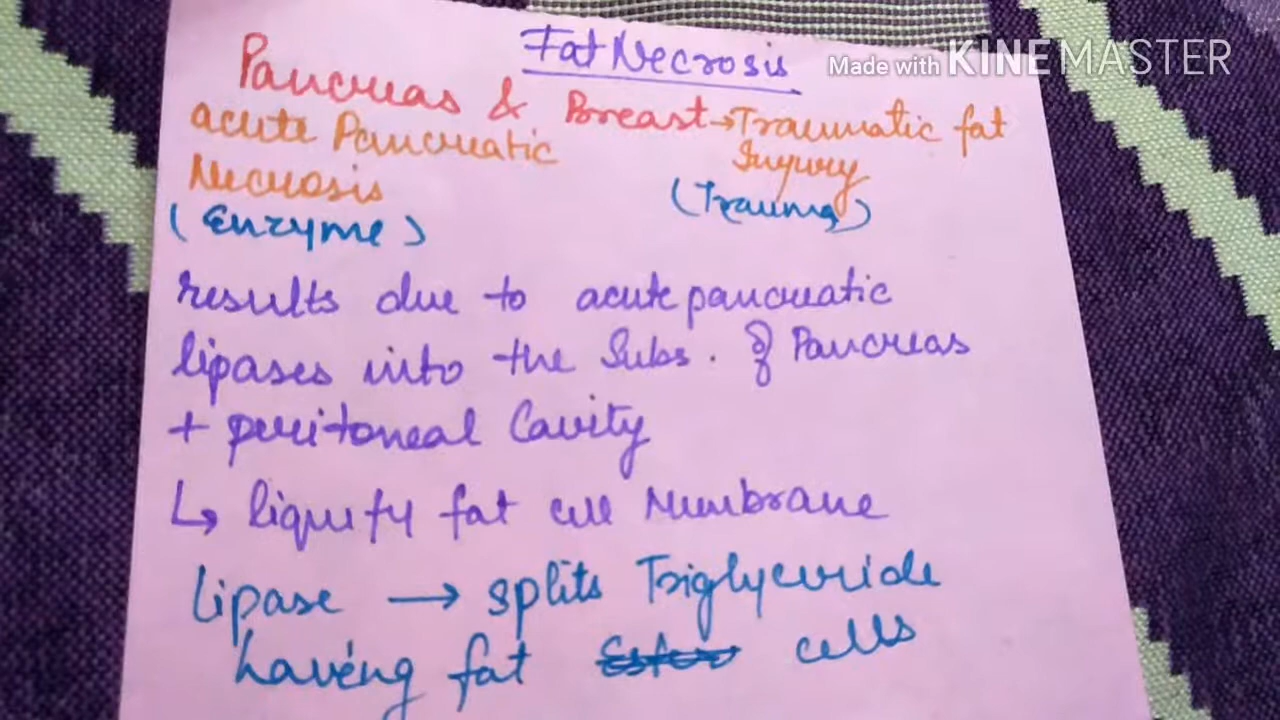 Fat Necrosis
Made with KINEMASTER
Pancreas & Breast → Traumatic fat
acute Pancreatic Injury
Necrosis (Trauma)
(Enzyme)
results due to acute pancreatic
lipases into the Subs. of Pancreas
+ peritoneal Cavity
↳ liquify fat cell Membrane
Lipase → splits Triglyceride
having fat cells